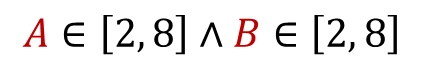 A ∈ [2, 8] ∧ B ∈ [2, 8]